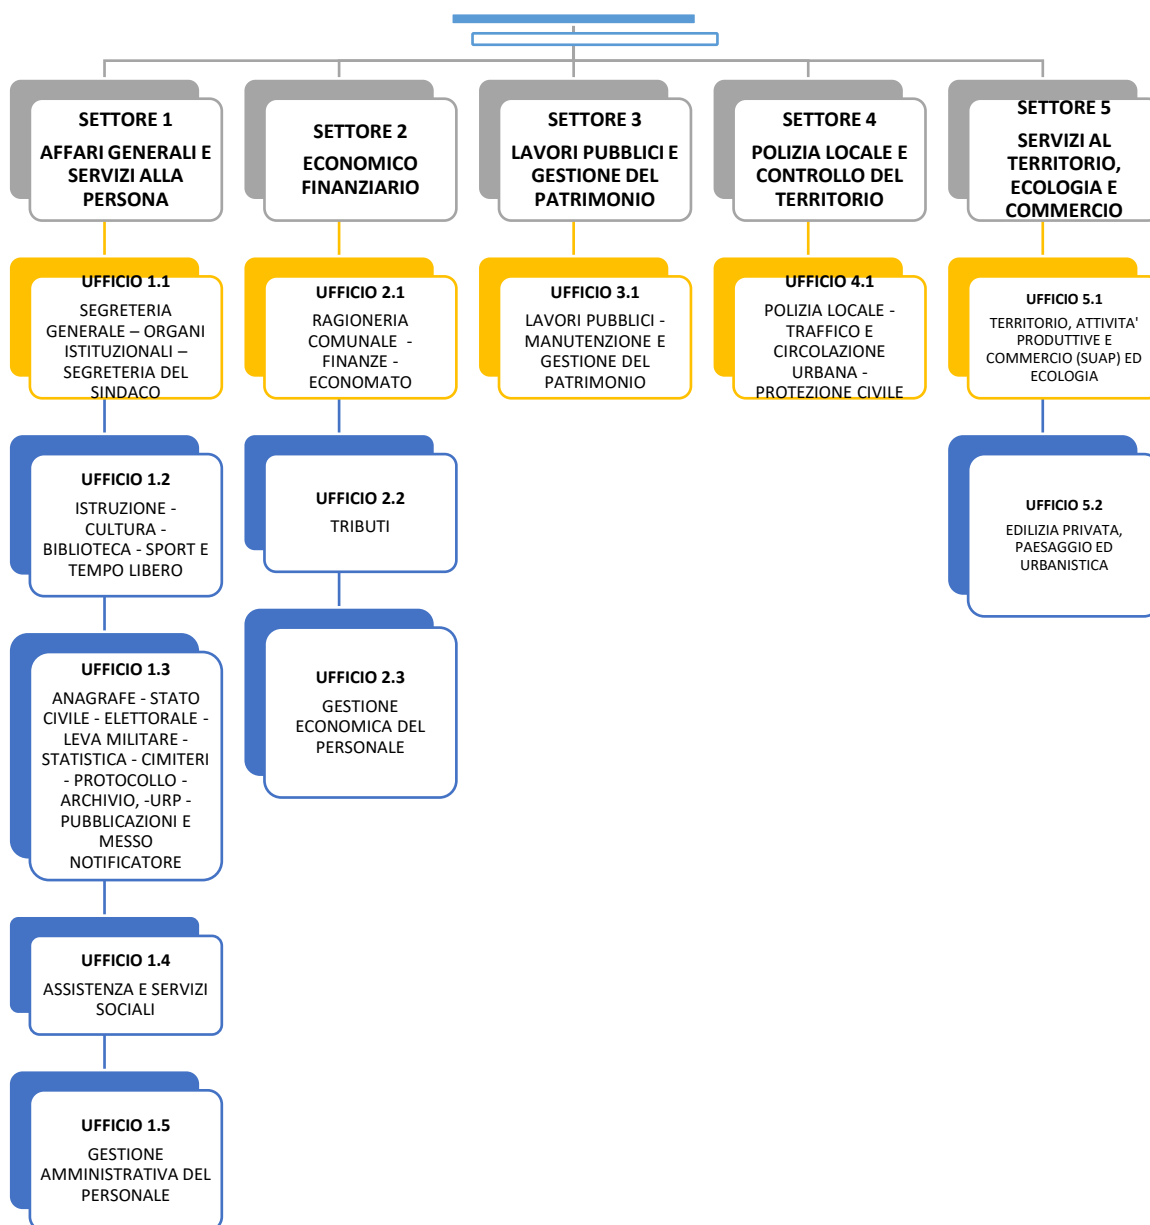 SETTORE 1
AFFARI GENERALI E
SERVIZI ALLA
PERSONA
SETTORE 2
ECONOMICO
FINANZIARIO
SETTORE 3
LAVORI PUBBLICI E
GESTIONE DEL
PATRIMONIO
SETTORE 4
POLIZIA LOCALE E
CONTROLLO DEL
TERRITORIO
SETTORE 5
SERVIZI AL
TERRITORIO,
ECOLOGIA E
COMMERCIO
UFFICIO 1.1
SEGRETERIA
GENERALE – ORGANI
ISTITUZIONALI –
SEGRETERIA DEL
SINDACO
UFFICIO 2.1
RAGIONERIA
COMUNALE -
FINANZE -
ECONOMATO
UFFICIO 3.1
LAVORI PUBBLICI -
MANUTENZIONE E
GESTIONE DEL
PATRIMONIO
UFFICIO 4.1
POLIZIA LOCALE -
TRAFFICO E
CIRCOLAZIONE
URBANA -
PROTEZIONE CIVILE
UFFICIO 5.1
TERRITORIO, ATTIVITA'
PRODUTTIVE E
COMMERCIO (SUAP) ED
ECOLOGIA
UFFICIO 1.2
ISTRUZIONE -
CULTURA -
BIBLIOTECA - SPORT E
TEMPO LIBERO
UFFICIO 2.2
TRIBUTI
UFFICIO 5.2
EDILIZIA PRIVATA,
PAESAGGIO ED
URBANISTICA
UFFICIO 1.3
ANAGRAFE - STATO
CIVILE - ELETTORALE -
LEVA MILITARE -
STATISTICA - CIMITERI
- PROTOCOLLO -
ARCHIVIO, -URP -
PUBBLICAZIONI E
MESSO
NOTIFICATORE
UFFICIO 2.3
GESTIONE
ECONOMICA DEL
PERSONALE
UFFICIO 1.4
ASSISTENZA E SERVIZI
SOCIALI
UFFICIO 1.5
GESTIONE
AMMINISTRATIVA DEL
PERSONALE